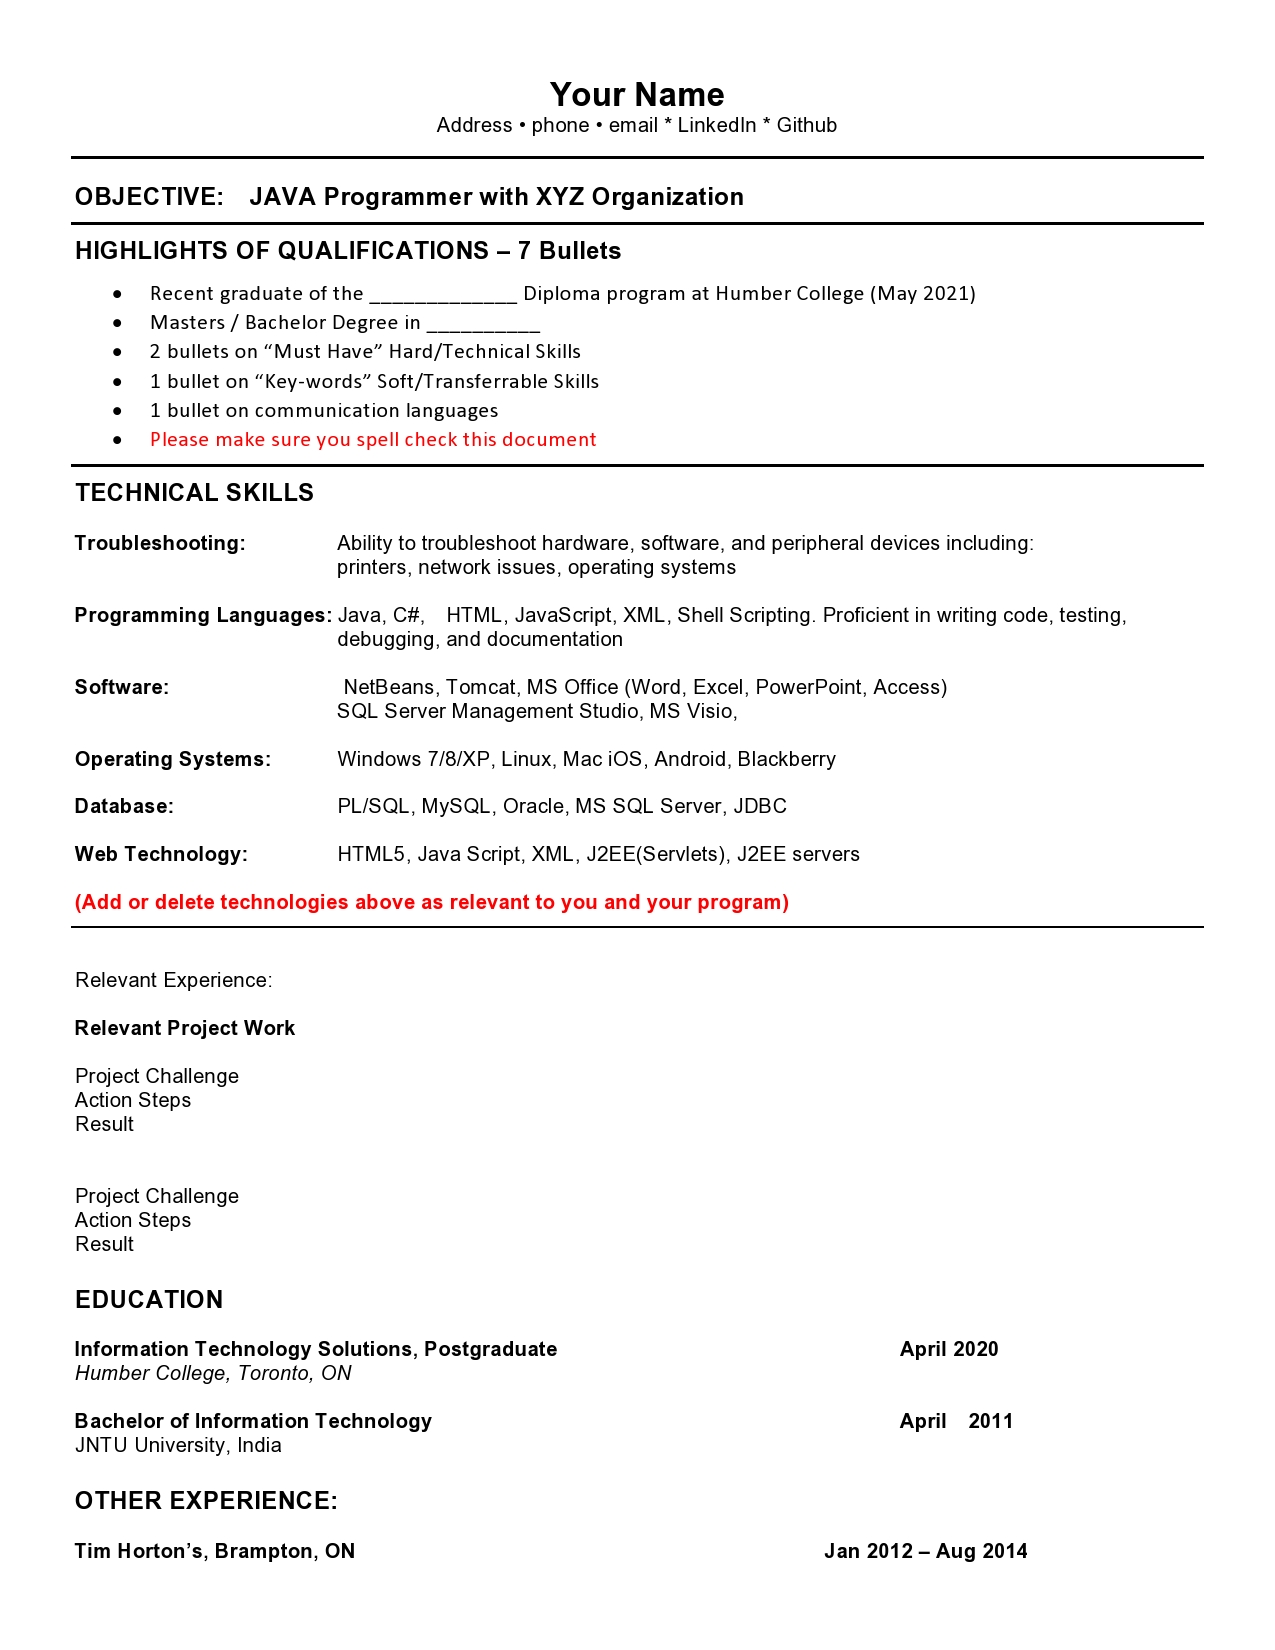 Your Name
Address • phone • email * LinkedIn * Github
OBJECTIVE: JAVA Programmer with XYZ Organization
HIGHLIGHTS OF QUALIFICATIONS – 7 Bullets
• Recent graduate of the _____________ Diploma program at Humber College (May 2021)
• Masters / Bachelor Degree in __________
• 2 bullets on “Must Have” Hard/Technical Skills
• 1 bullet on “Key-words” Soft/Transferrable Skills
• 1 bullet on communication languages
• Please make sure you spell check this document
TECHNICAL SKILLS
Troubleshooting: Ability to troubleshoot hardware, software, and peripheral devices including:
printers, network issues, operating systems
Programming Languages: Java, C#, HTML, JavaScript, XML, Shell Scripting. Proficient in writing code, testing,
debugging, and documentation
Software: NetBeans, Tomcat, MS Office (Word, Excel, PowerPoint, Access)
SQL Server Management Studio, MS Visio,
Operating Systems: Windows 7/8/XP, Linux, Mac iOS, Android, Blackberry
Database: PL/SQL, MySQL, Oracle, MS SQL Server, JDBC
Web Technology: HTML5, Java Script, XML, J2EE(Servlets), J2EE servers
(Add or delete technologies above as relevant to you and your program)
Relevant Experience:
Relevant Project Work
Project Challenge
Action Steps
Result
Project Challenge
Action Steps
Result
EDUCATION
Information Technology Solutions, Postgraduate April 2020
Humber College, Toronto, ON
Bachelor of Information Technology April 2011
JNTU University, India
OTHER EXPERIENCE:
Tim Horton’s, Brampton, ON Jan 2012 – Aug 2014